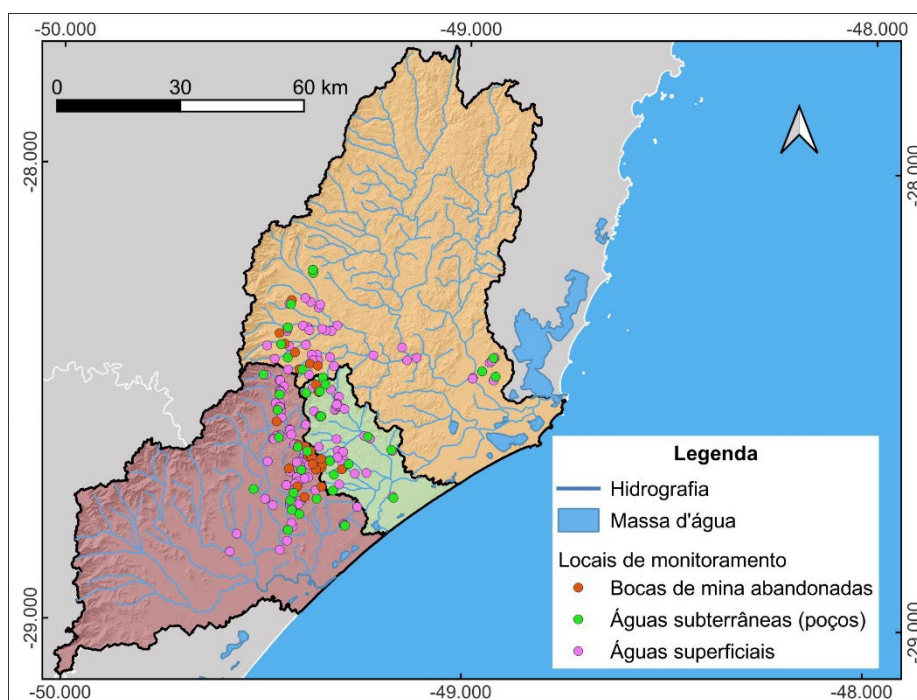 -50.000
-49.000
-48.000
0
30
60 km
-28.000
-28.000
Legenda
Hidrografia
Massa d'água
Locais de monitoramento
Bocas de mina abandonadas
Águas subterrâneas (poços)
Águas superficiais
-29.000
-29.000
-50.000
-49.000
-48.000